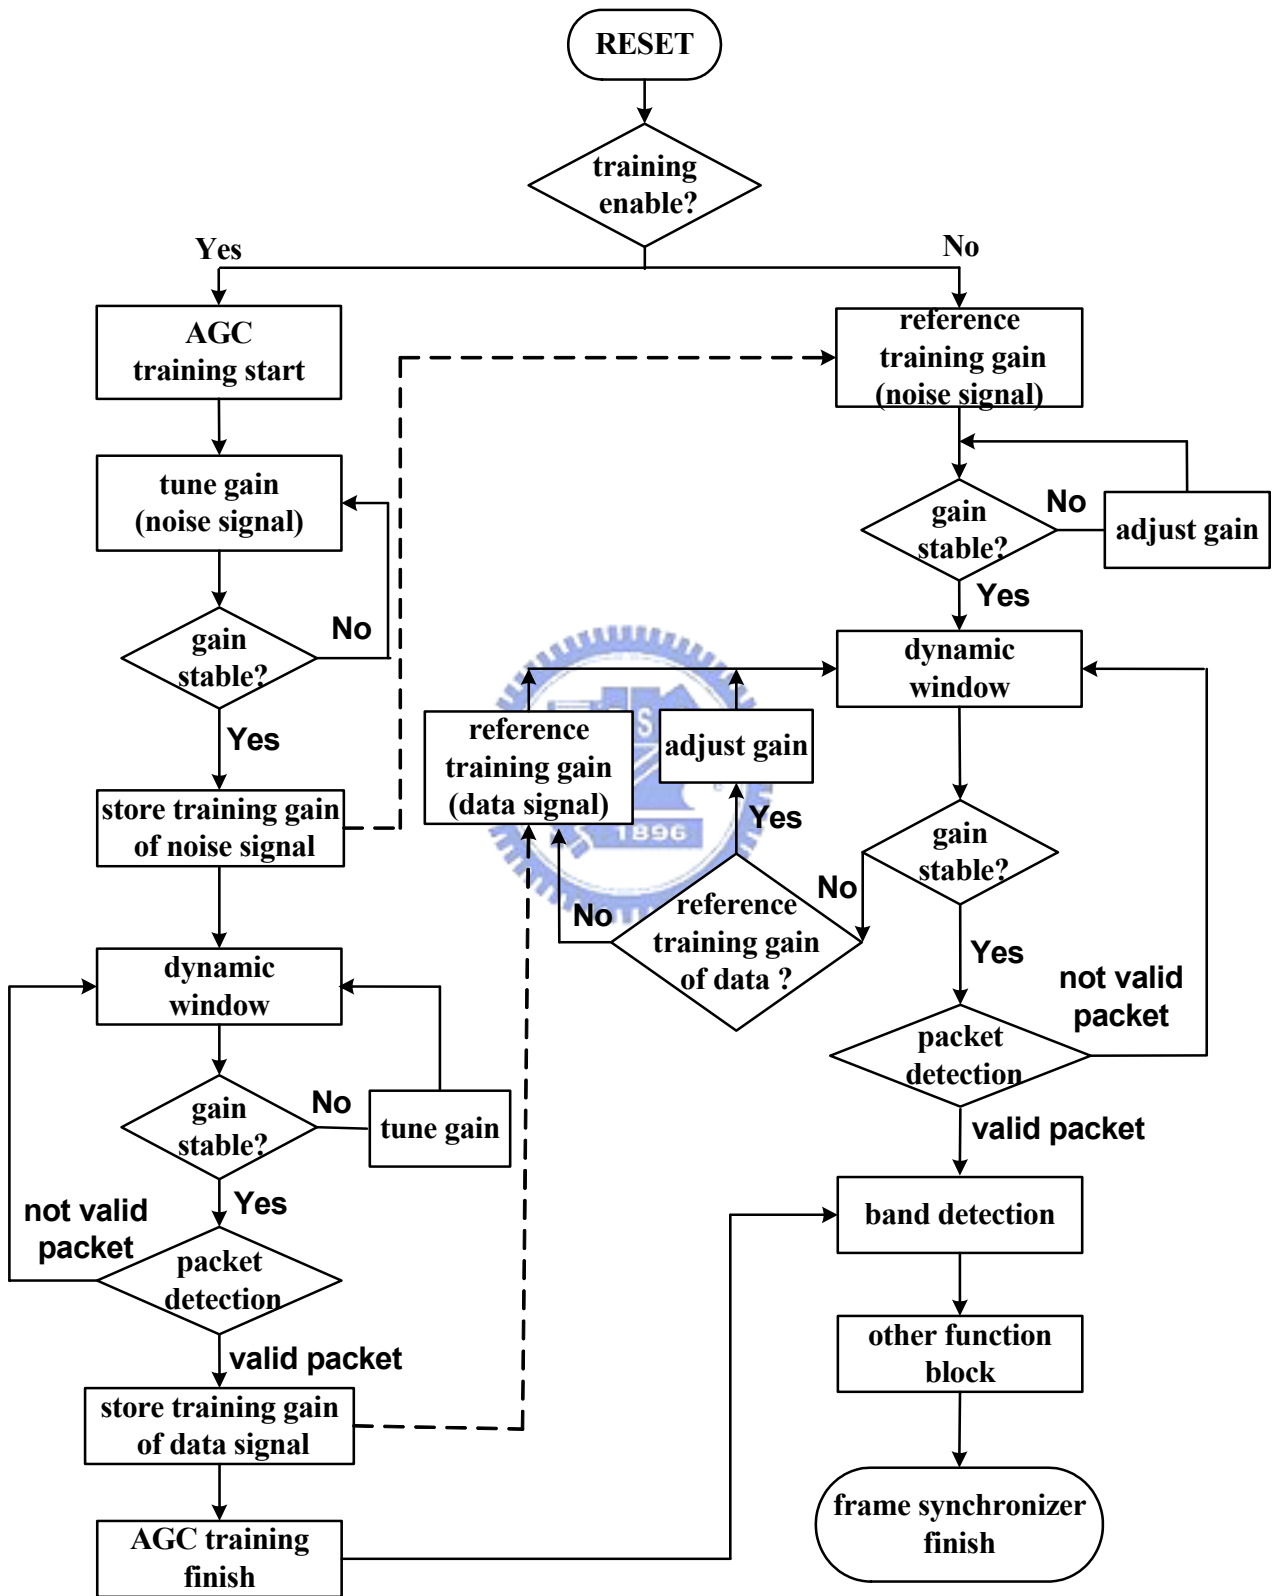 RESET
training
enable?
Yes
No
AGC
training start
reference
training gain
(noise signal)
tune gain
(noise signal)
gain
stable?
No
adjust gain
Yes
gain
stable?
No
Yes
dynamic
window
reference
training gain
(data signal)
adjust gain
S
1896
Yes
gain
stable?
No
store training gain
of noise signal
reference
training gain
of data ?
No
Yes
dynamic
window
not valid
packet
packet
detection
gain
stable?
No
tune gain
valid packet
Yes
not valid
packet
packet
detection
band detection
valid packet
other function
block
store training gain
of data signal
frame synchronizer
finish
AGC training
finish